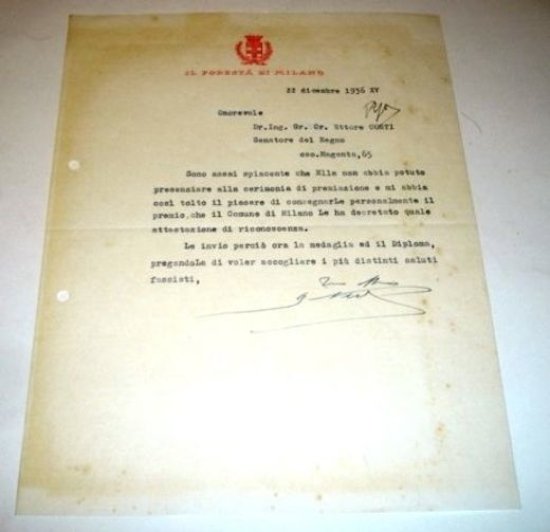 IL PODESTÀ DI MILANO
22 dicembre 1936 XV
Onorevole
Dr.Ing. Gr. Cr. Ettore CONTI
Senatore del Regno
cso.Magenta,65
Sono assai spiacente che Ella non abbia potuto
presenziare alla cerimonia di premiazione e mi abbia
così tolto il piacere di consegnarLe personalmente il
premio,che il Comune di Milano Le ha decretato quale
attestazione di riconoscenza.
Le invio perciò ora la medaglia ed il Diploma,
pregandoLa di voler accogliere i più distinti saluti
fascisti,